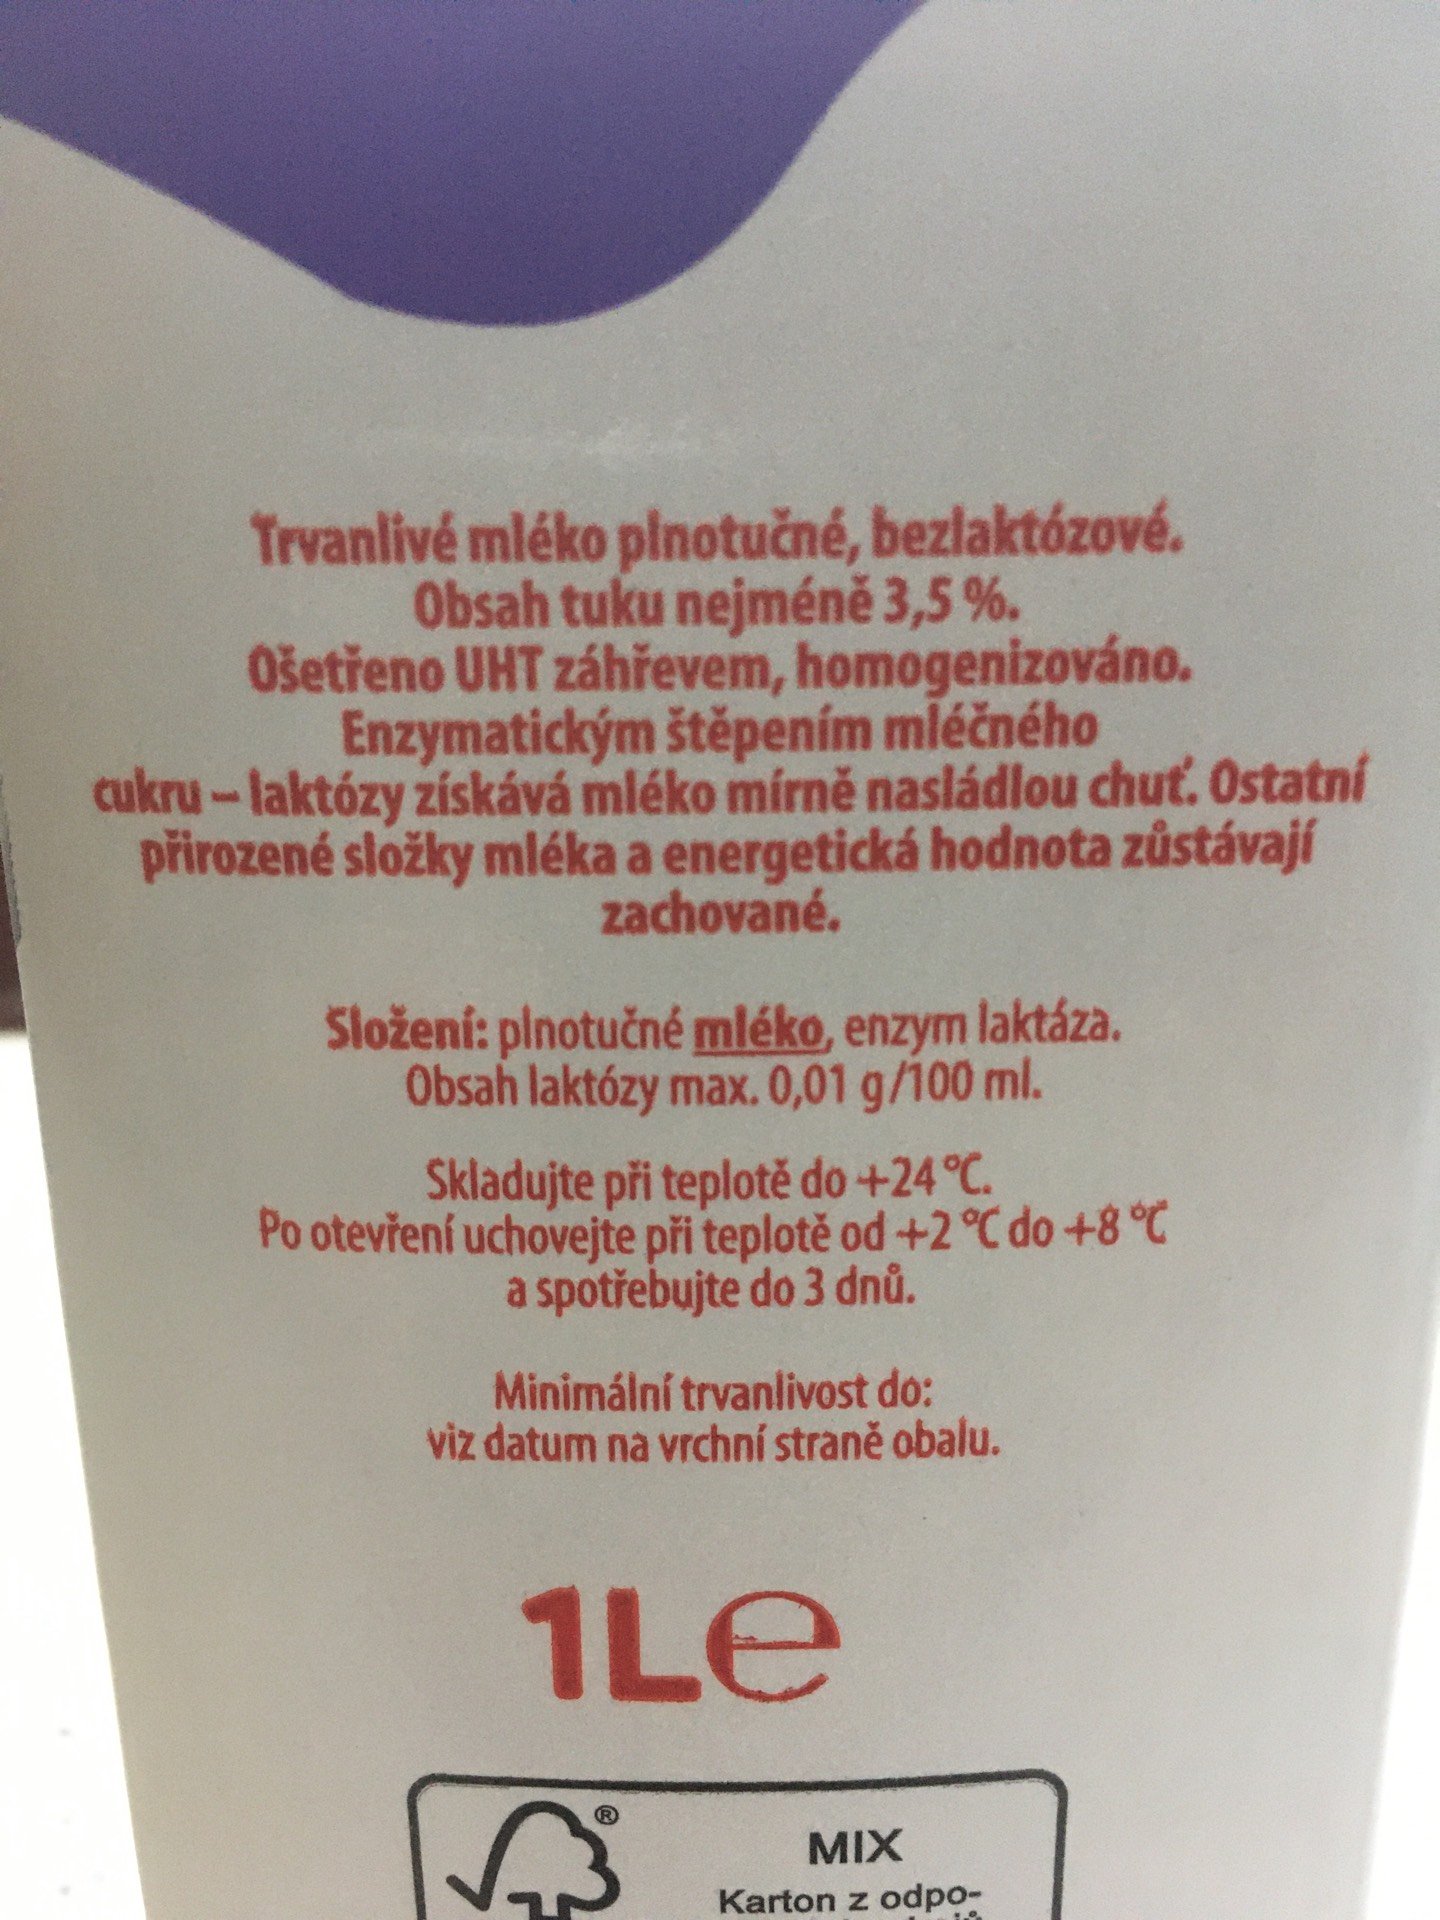 Trvanlivé mléko plnotučné, bezlaktózové.
Obsah tuku nejméně 3,5 %.
Ošetřeno UHT záhřevem, homogenizováno.
Enzymatickým štěpením mléčného
cukru – laktózy získává mléko mírně nasládlou chuť. Ostatní
přirozené složky mléka a energetická hodnota zůstávají
zachované.
Složení: plnotučné mléko, enzym laktáza.
Obsah laktózy max. 0,01 g/100 ml.
Skladujte při teplotě do +24 °C.
Po otevření uchovejte při teplotě od +2 °C do +8 °C
a spotřebujte do 3 dnů.
Minimální trvanlivost do:
viz datum na vrchní straně obalu.
1L e
®
MIX
Karton z odpo-